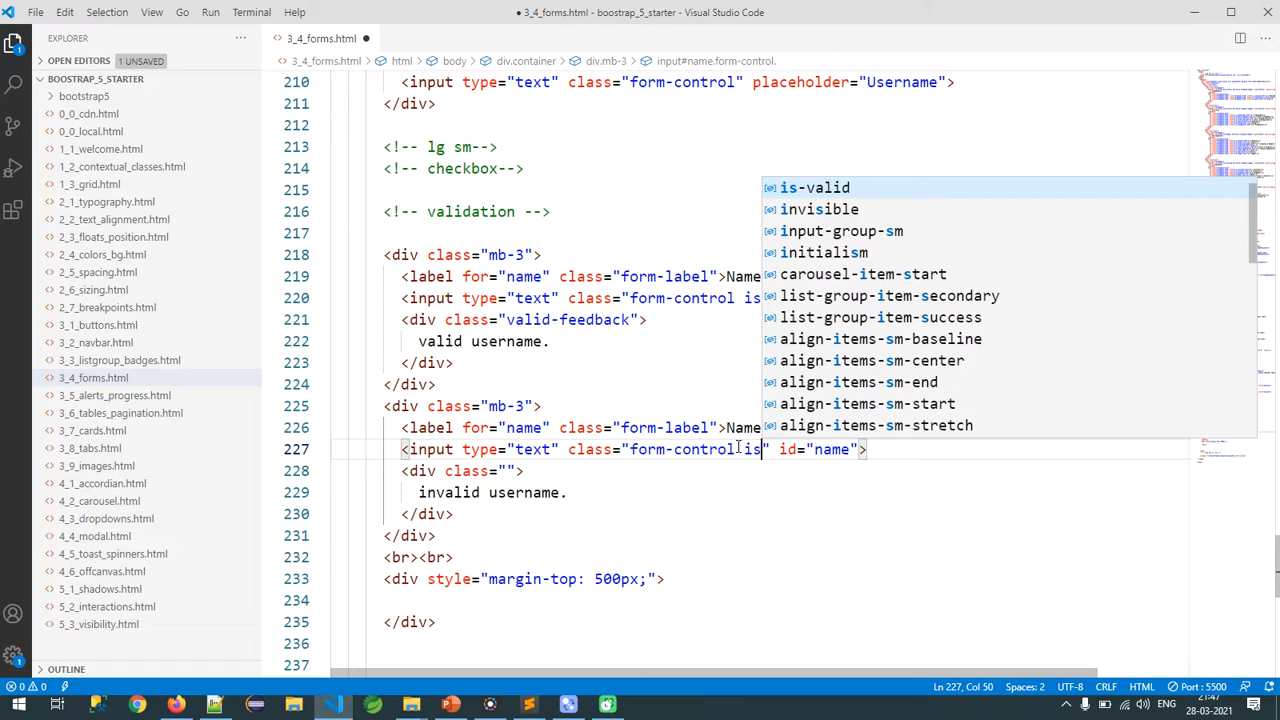 File Edit Selection View Go Run Terminal Help
● 3_4_forms.html - boostrap_5_starter - Visual Studio Code
EXPLORER
3_4_forms.html
OPEN EDITORS 1 UNSAVED
3_4_forms.html > html > body > div.container > div.mb-3 > input#name.form-control.
BOOSTRAP_5_STARTER
bootstrap5
0_0_cdn.html
0_0_local.html
1_1_welcome.html
1_2_contextual_classes.html
1_3_grid.html
2_1_typography.html
2_2_text_alignment.html
2_3_floats_position.html
2_4_colors_bg.html
2_5_spacing.html
2_6_sizing.html
2_7_breakpoints.html
3_1_buttons.html
3_2_navbar.html
3_3_listgroup_badges.html
3_4_forms.html
3_5_alerts_progress.html
3_6_tables_pagination.html
3_7_cards.html
3_8_tabs.html
4_1_accordian.html
4_2_carousel.html
4_3_dropdowns.html
4_4_modal.html
4_5_toast_spinners.html
4_6_offcanvas.html
5_1_shadows.html
5_2_interactions.html
5_3_visibility.html
OUTLINE
210 <input type="text" class="form-control" placeholder="Username">
211 </div>
212
213 <!-- lg sm-->
214 <!-- checkbox-->
215
216 <!-- validation -->
217
218 <div class="mb-3">
219 <label for="name" class="form-label">Name
220 <input type="text" class="form-control is
221 <div class="valid-feedback">
222 valid username.
223 </div>
224 </div>
225 <div class="mb-3">
226 <label for="name" class="form-label">Name
227 <input type="text" class="form-control is" id="name">
228 <div class="">
229 invalid username.
230 </div>
231 </div>
232 <br><br>
233 <div style="margin-top: 500px;">
234
235 </div>
236
237
is-valid
invisible
input-group-sm
initialism
carousel-item-start
list-group-item-secondary
list-group-item-success
align-items-sm-baseline
align-items-sm-center
align-items-sm-end
align-items-sm-start
align-items-sm-stretch
0 0 Ln 227, Col 50 Spaces: 2 UTF-8 CRLF HTML Port : 5500
ENG 21:47
28-03-2021